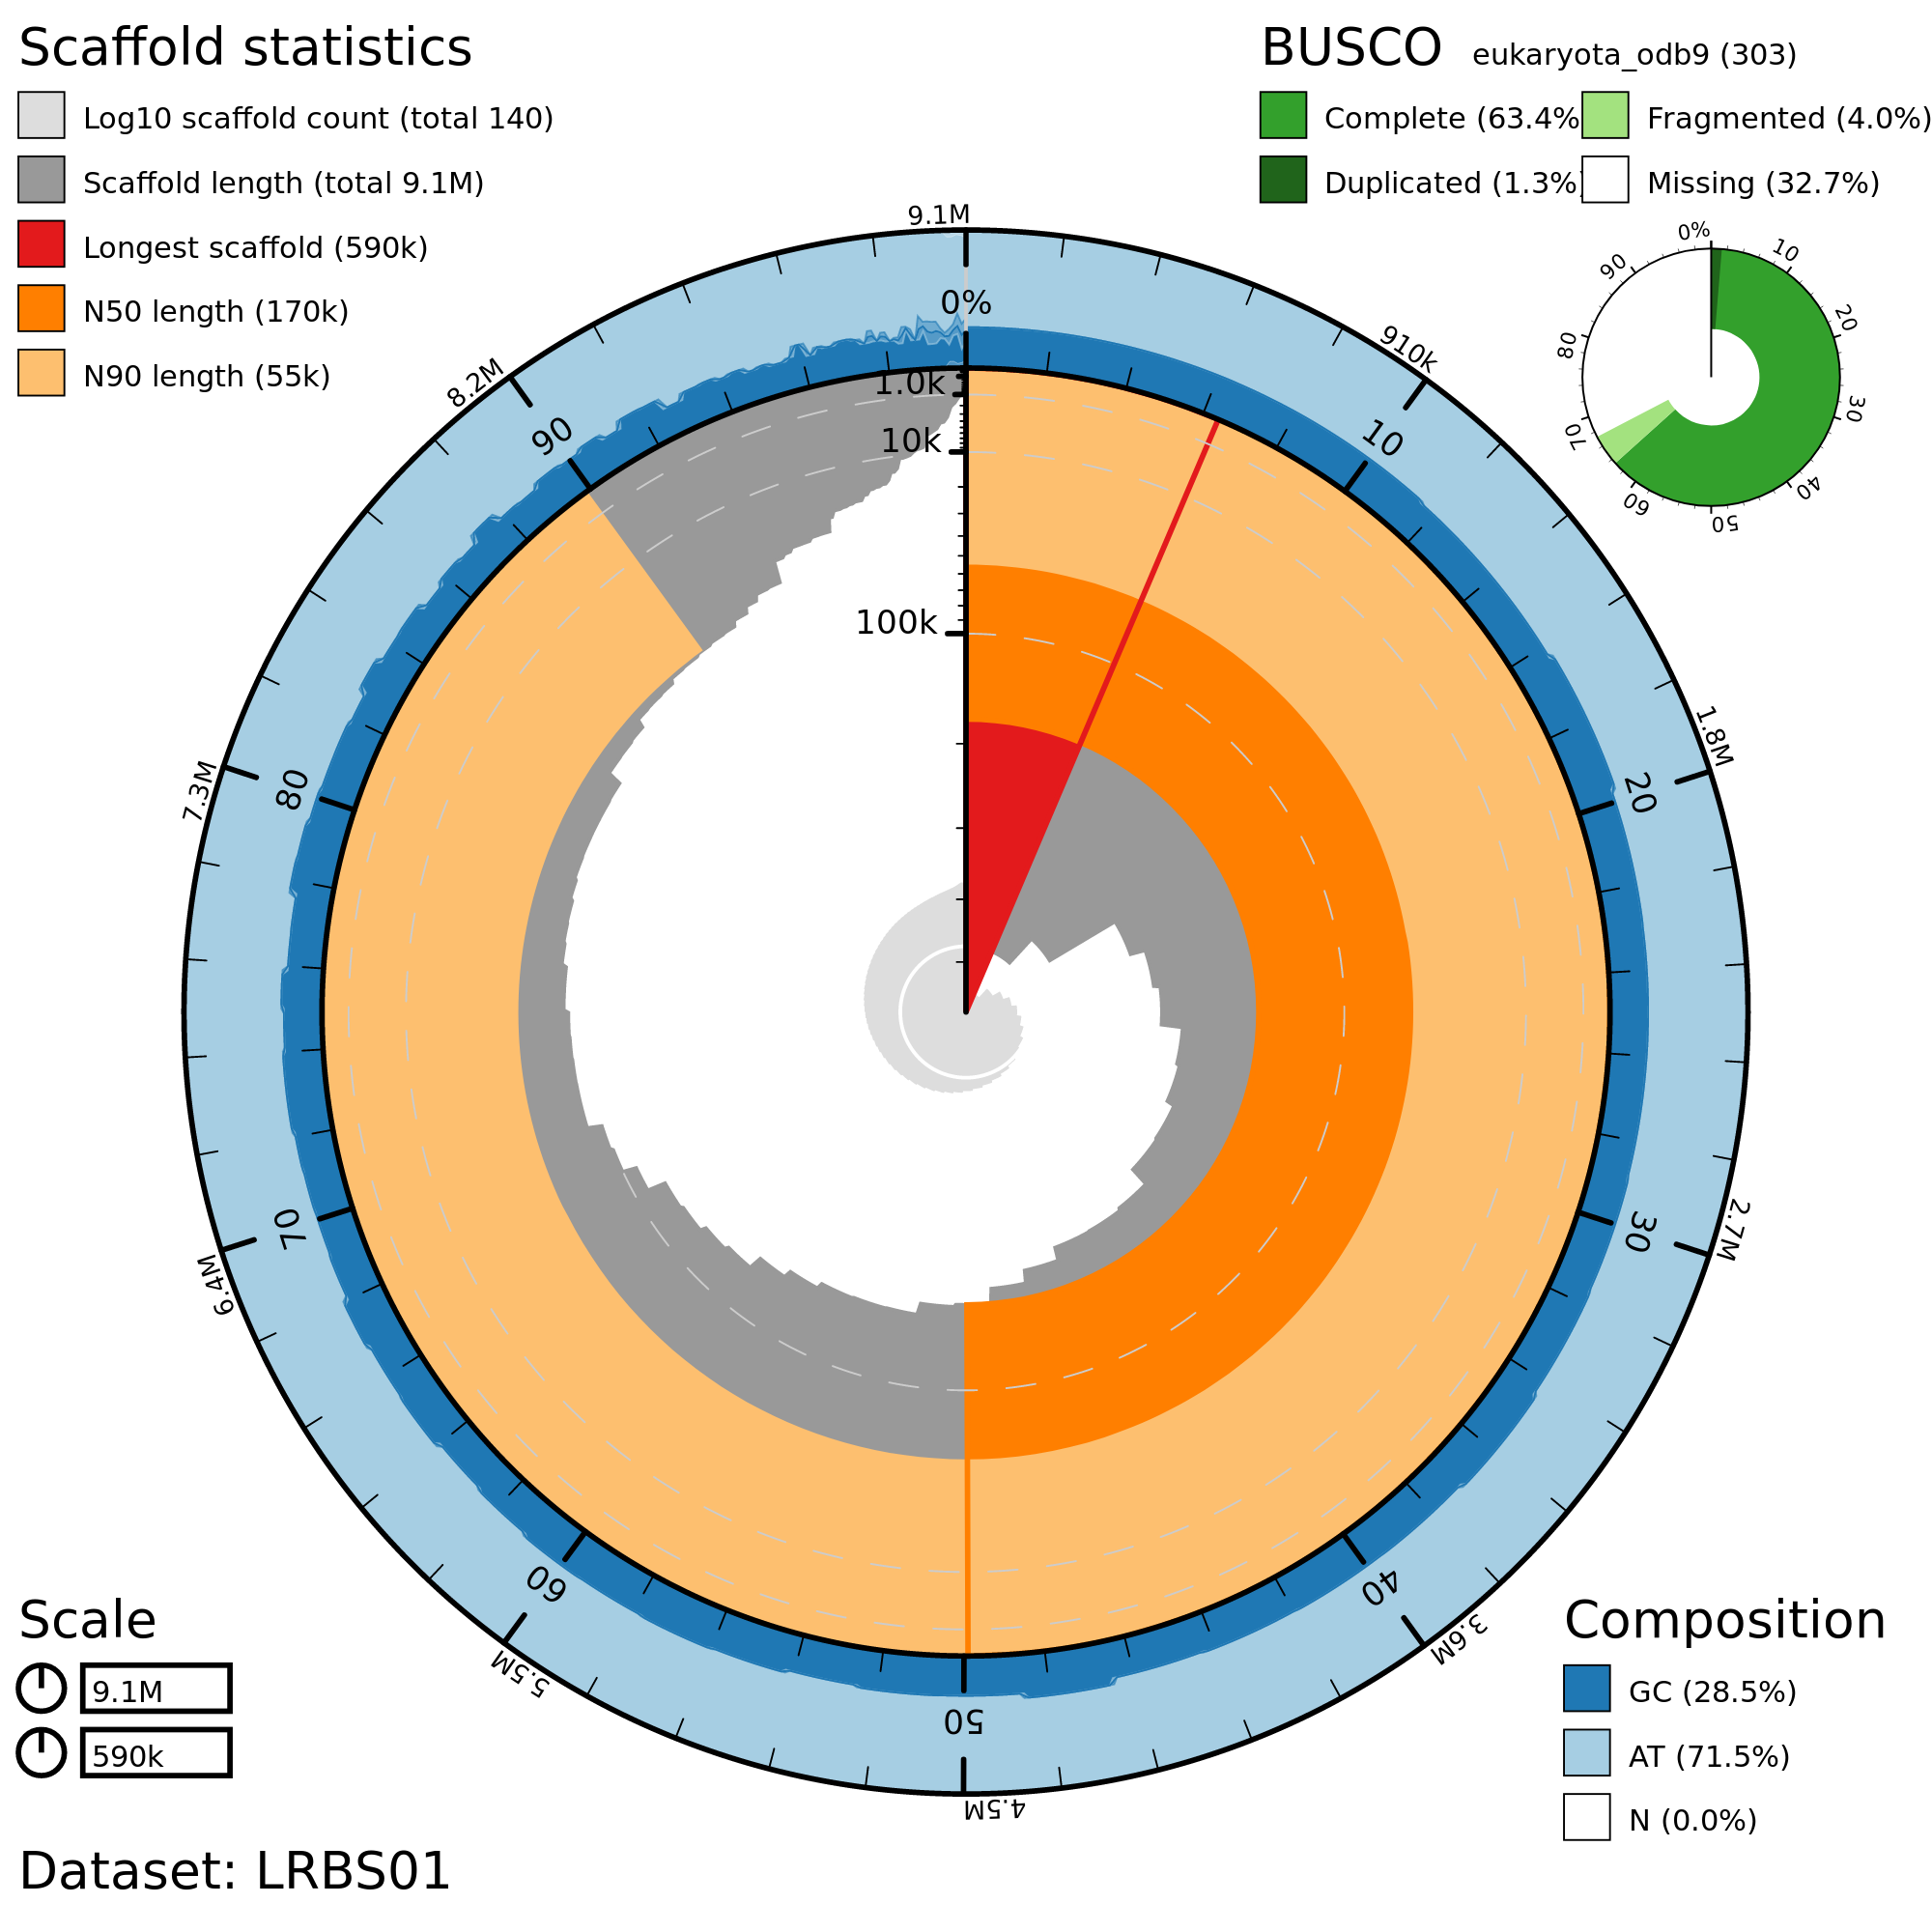 Scaffold statistics
Log10 scaffold count (total 140)
Scaffold length (total 9.1M)
Longest scaffold (590k)
N50 length (170k)
N90 length (55k)
BUSCO eukaryota_odb9 (303)
Complete (63.4% Fragmented (4.0%)
Duplicated (1.3%) Missing (32.7%)
0%
10
20
30
40
50
60
70
80
90
9.1M
910k
1.8M
2.7M
3.6M
4.5M
5.5M
6.4M
7.3M
8.2M
0%
10
20
30
40
50
60
70
80
90
1.0k
10k
100k
Scale
9.1M
590k
Composition
GC (28.5%)
AT (71.5%)
N (0.0%)
Dataset: LRBS01